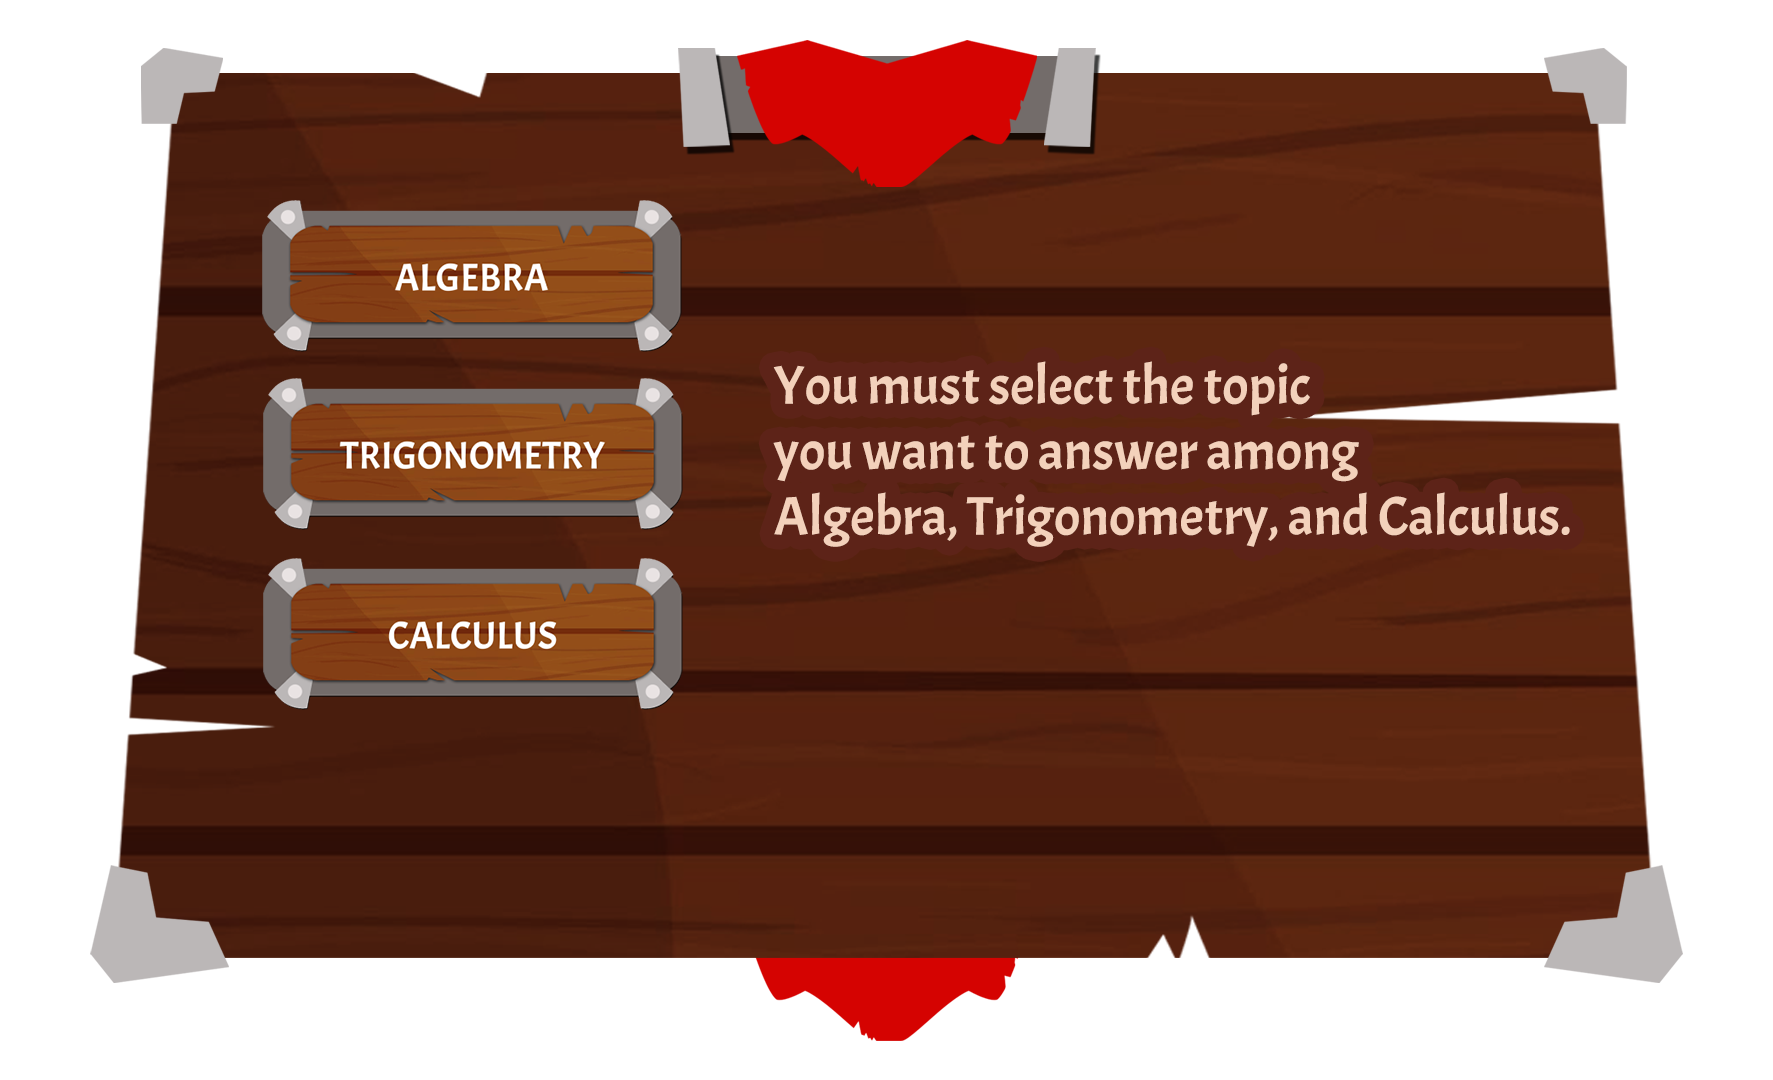 ALGEBRA
TRIGONOMETRY
CALCULUS
You must select the topic
you want to answer among
Algebra, Trigonometry, and Calculus.